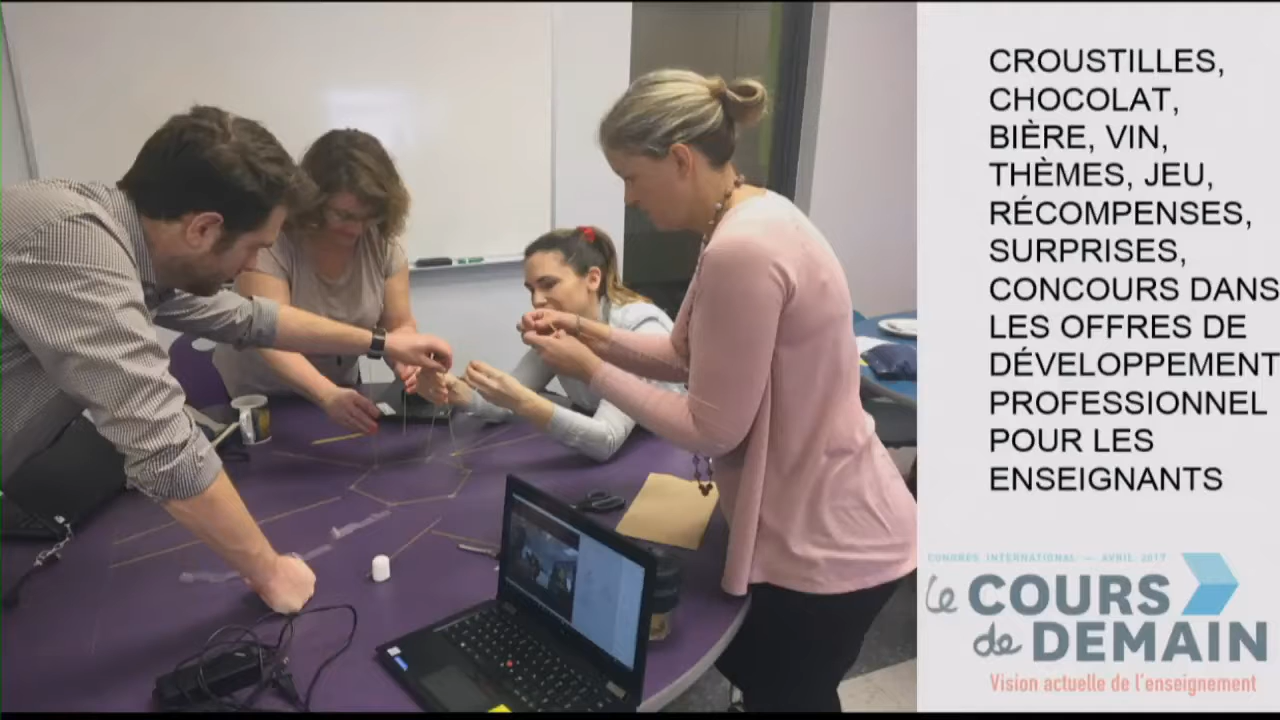 CROUSTILLES,
CHOCOLAT,
BIÈRE, VIN,
THÈMES, JEU,
RÉCOMPENSES,
SURPRISES,
CONCOURS DANS
LES OFFRES DE
DÉVELOPPEMENT
PROFESSIONNEL
POUR LES
ENSEIGNANTS
CONGRÈS INTERNATIONAL — AVRIL 2017
Le COURS
de DEMAIN
Vision actuelle de l'enseignement